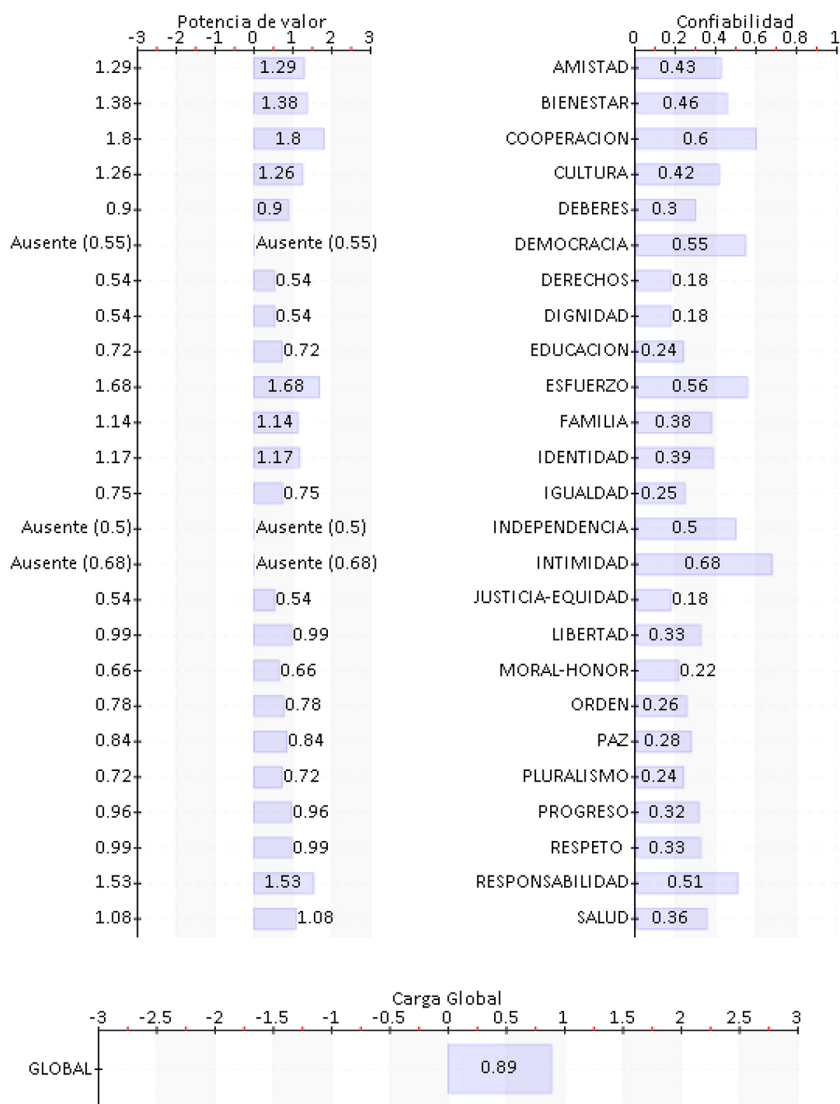 Potencia de valor Confiabilidad
-3 -2 -1 0 1 2 3 0 0.2 0.4 0.6 0.8 1
1.29 1.29 AMISTAD 0.43
1.38 1.38 BIENESTAR 0.46
1.8 1.8 COOPERACION 0.6
1.26 1.26 CULTURA 0.42
0.9 0.9 DEBERES 0.3
Ausente (0.55) Ausente (0.55) DEMOCRACIA 0.55
0.54 0.54 DERECHOS 0.18
0.54 0.54 DIGNIDAD 0.18
0.72 0.72 EDUCACION 0.24
1.68 1.68 ESFUERZO 0.56
1.14 1.14 FAMILIA 0.38
1.17 1.17 IDENTIDAD 0.39
0.75 0.75 IGUALDAD 0.25
Ausente (0.5) Ausente (0.5) INDEPENDENCIA 0.5
Ausente (0.68) Ausente (0.68) INTIMIDAD 0.68
0.54 0.54 JUSTICIA-EQUIDAD 0.18
0.99 0.99 LIBERTAD 0.33
0.66 0.66 MORAL-HONOR 0.22
0.78 0.78 ORDEN 0.26
0.84 0.84 PAZ 0.28
0.72 0.72 PLURALISMO 0.24
0.96 0.96 PROGRESO 0.32
0.99 0.99 RESPETO 0.33
1.53 1.53 RESPONSABILIDAD 0.51
1.08 1.08 SALUD 0.36
Carga Global
-3 -2.5 -2 -1.5 -1 -0.5 0 0.5 1 1.5 2 2.5 3
GLOBAL 0.89